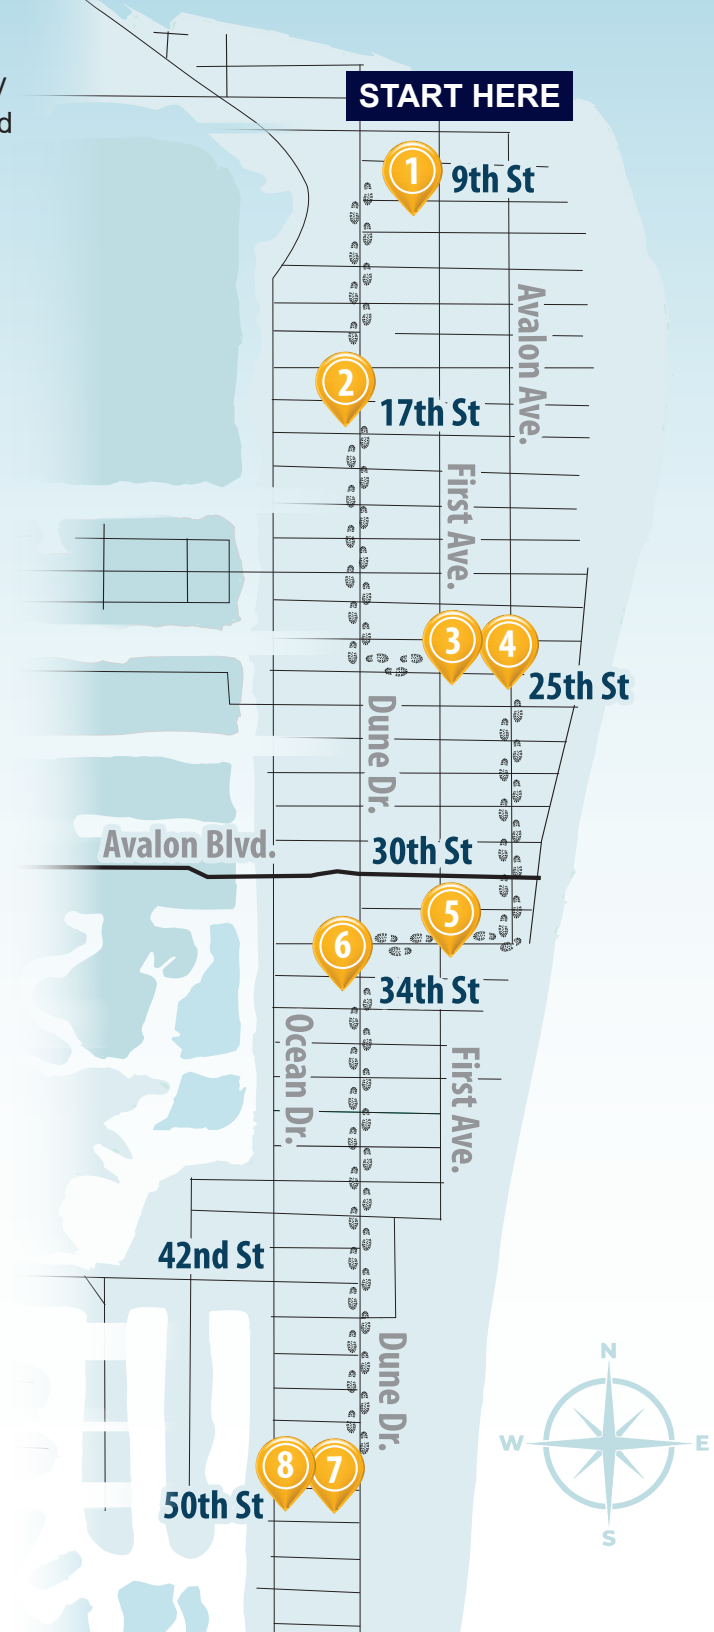 y
d
START HERE
1
9th St
Avalon Ave.
2
17th St
First Ave.
3
4
25th St
Dune Dr.
Avalon Blvd.
30th St
5
6
34th St
Ocean Dr.
First Ave.
42nd St
Dune Dr.
N
W
E
S
8
7
50th St